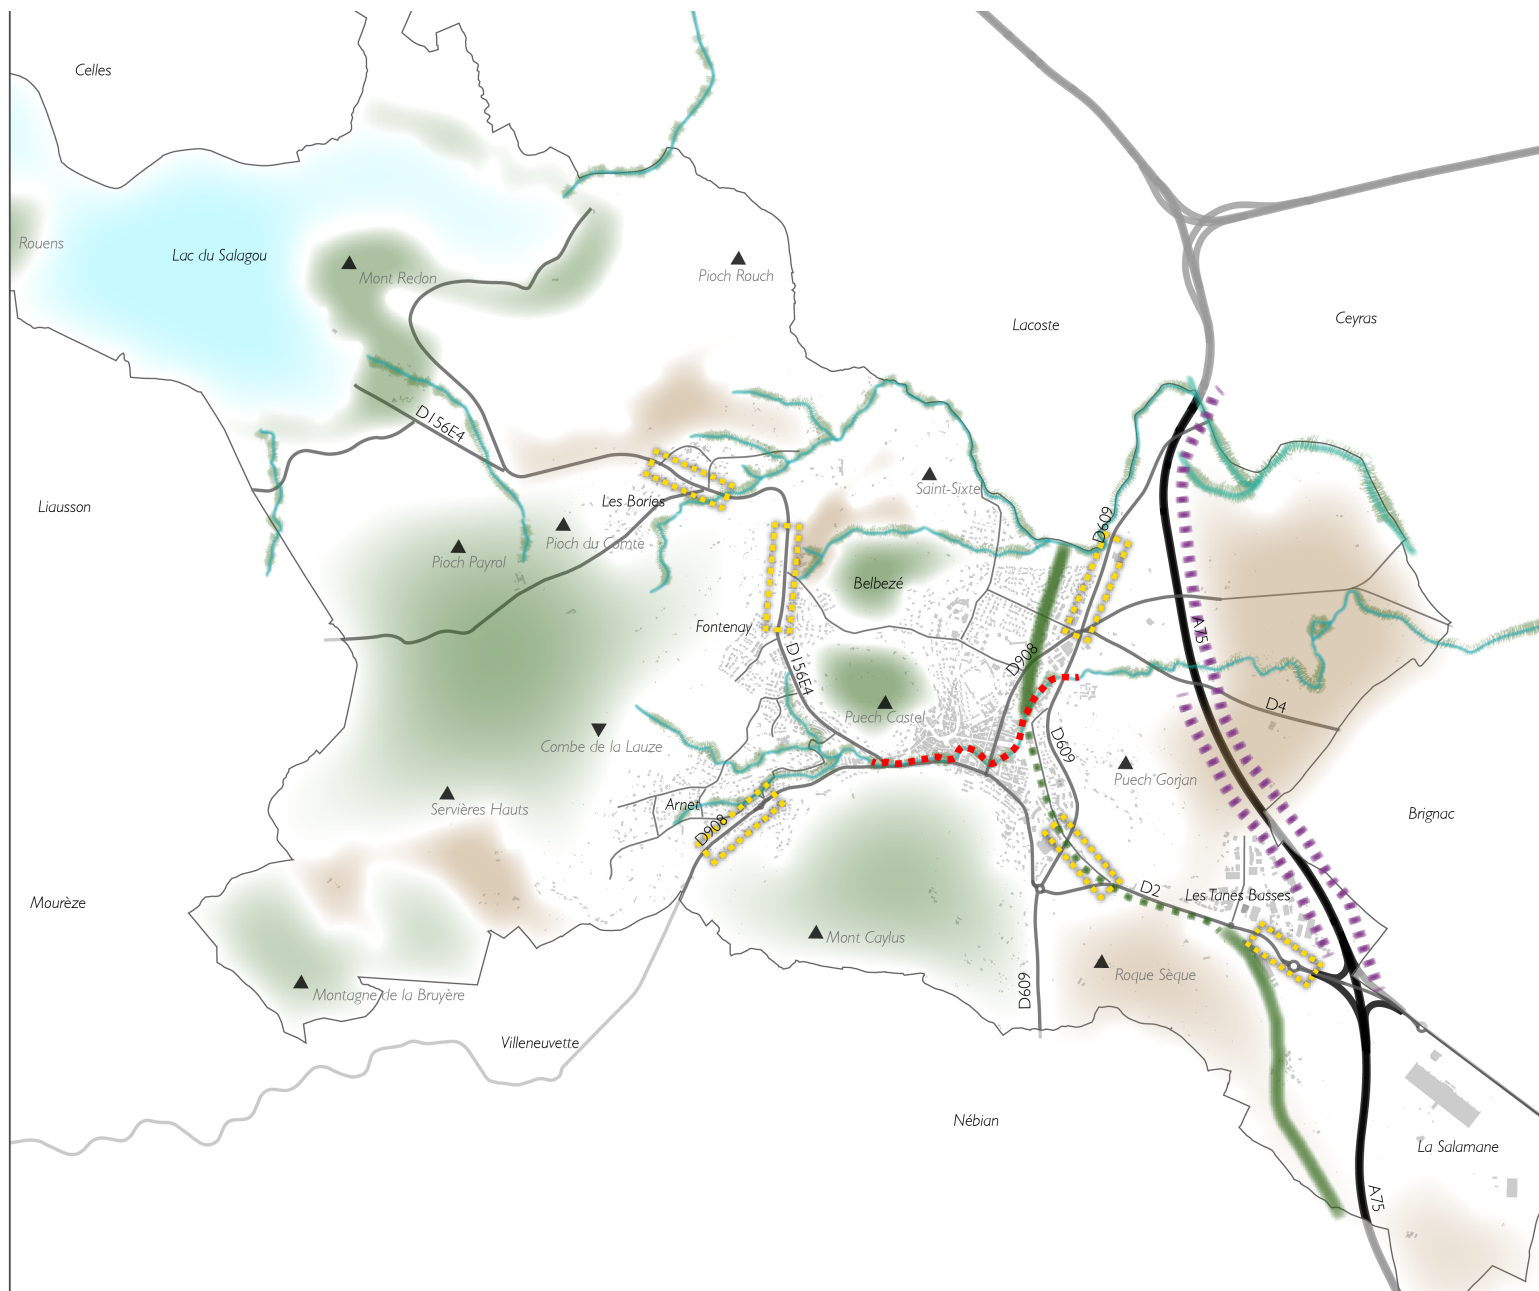 Celles
Rouens
Lac du Salagou
Mont Redon
Pioch Rouch
Lacoste
Ceyras
D156E4
Liausson
Les Bories
Saint-Sixte
D609
Pioch du Comte
Pioch Payrol
Belbezé
Fontenay
A75
D156E4
D908
Puech Castel
D4
Combe de la Lauze
D609
Puech Gorjan
Servières Hauts
Arnet
D908
Brignac
Mourèze
D2
Les Tanes Basses
Mont Caylus
Roque Sèque
D609
Montagne de la Bruyère
Villeneuvette
Nébian
La Salamane
A75